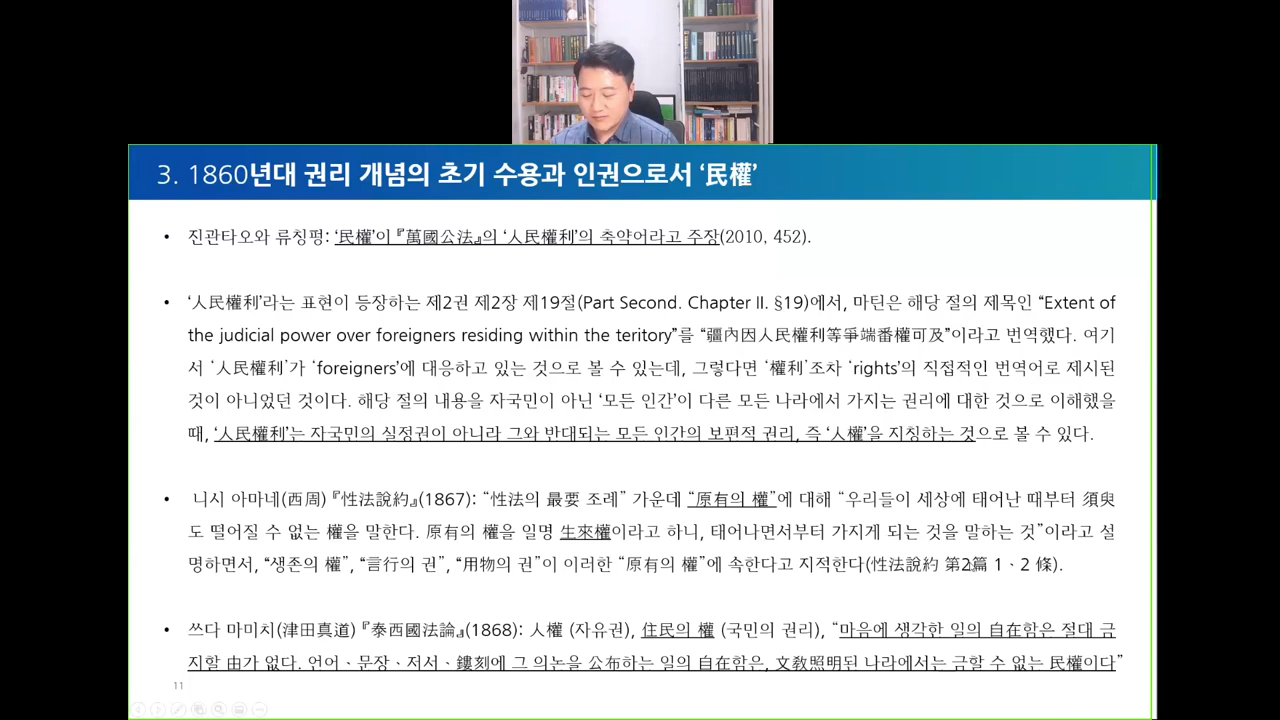 3. 1860년대 권리 개념의 초기 수용과 인권으로서 ‘民權’
• 진관타오와 류칭펑: ‘民權’이 『萬國公法』의 ‘人民權利’의 축약어라고 주장(2010, 452).
• ‘人民權利’라는 표현이 등장하는 제2권 제2장 제19절(Part Second. Chapter II. §19)에서, 마틴은 해당 절의 제목인 “Extent of
the judicial power over foreigners residing within the teritory”를 “疆內因人民權利等爭端番權可及”이라고 번역했다. 여기
서 ‘人民權利’가 ‘foreigners’에 대응하고 있는 것으로 볼 수 있는데, 그렇다면 ‘權利’조차 ‘rights’의 직접적인 번역어로 제시된
것이 아니었던 것이다. 해당 절의 내용을 자국민이 아닌 ‘모든 인간’이 다른 모든 나라에서 가지는 권리에 대한 것으로 이해했을
때, ‘人民權利’는 자국민의 실정권이 아니라 그와 반대되는 모든 인간의 보편적 권리, 즉 ‘人權’을 지칭하는 것으로 볼 수 있다.
• 니시 아마네(西周) 『性法說約』(1867): “性法의 最要 조례” 가운데 “原有의 權”에 대해 “우리들이 세상에 태어난 때부터 須臾
도 떨어질 수 없는 權을 말한다. 原有의 權을 일명 生來權이라고 하니, 태어나면서부터 가지게 되는 것을 말하는 것”이라고 설
명하면서, “생존의 權”, “言行의 권”, “用物의 권”이 이러한 “原有의 權”에 속한다고 지적한다(性法說約 第2篇 1、2 條).
• 쓰다 마미치(津田真道) 『泰西國法論』(1868): 人權 (자유권), 住民의 權 (국민의 권리), “마음에 생각한 일의 自在함은 절대 금
지할 由가 없다. 언어、문장、저서、鏤刻에 그 의논을 公布하는 일의 自在함은, 文敎照明된 나라에서는 금할 수 없는 民權이다”
11